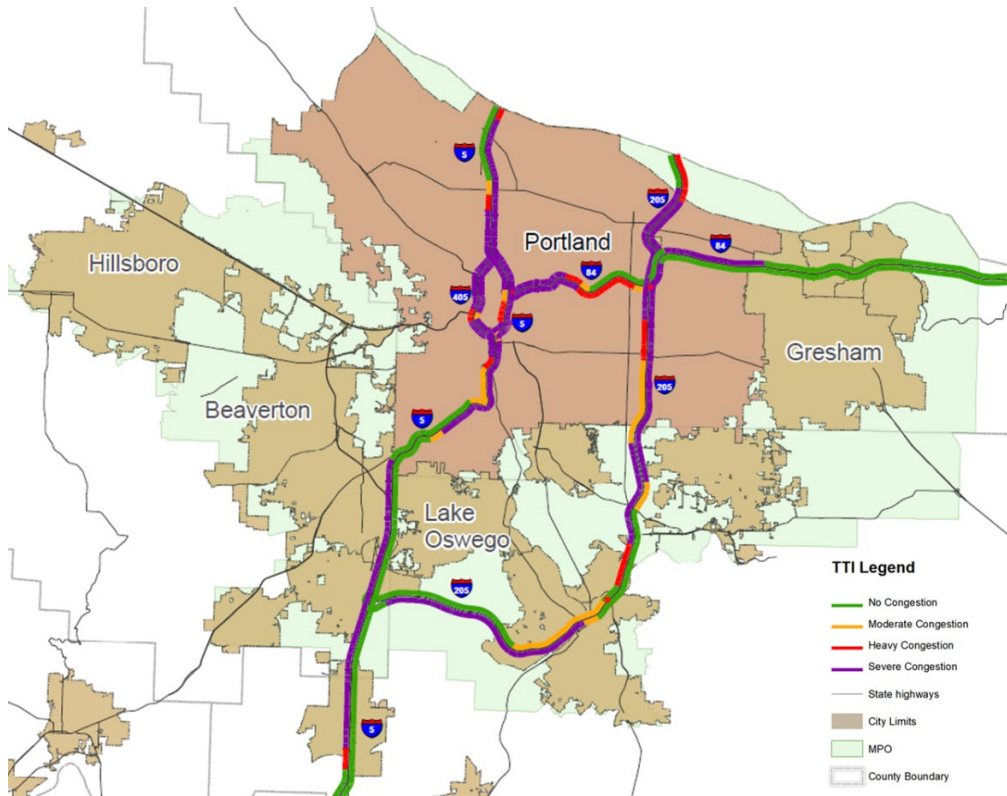 5
205
Portland
84
Hillsboro
84
405
5
Gresham
205
Beaverton
5
Lake
Oswego
TTI Legend
205
No Congestion
Moderate Congestion
Heavy Congestion
Severe Congestion
State highways
City Limits
5
MPO
County Boundary